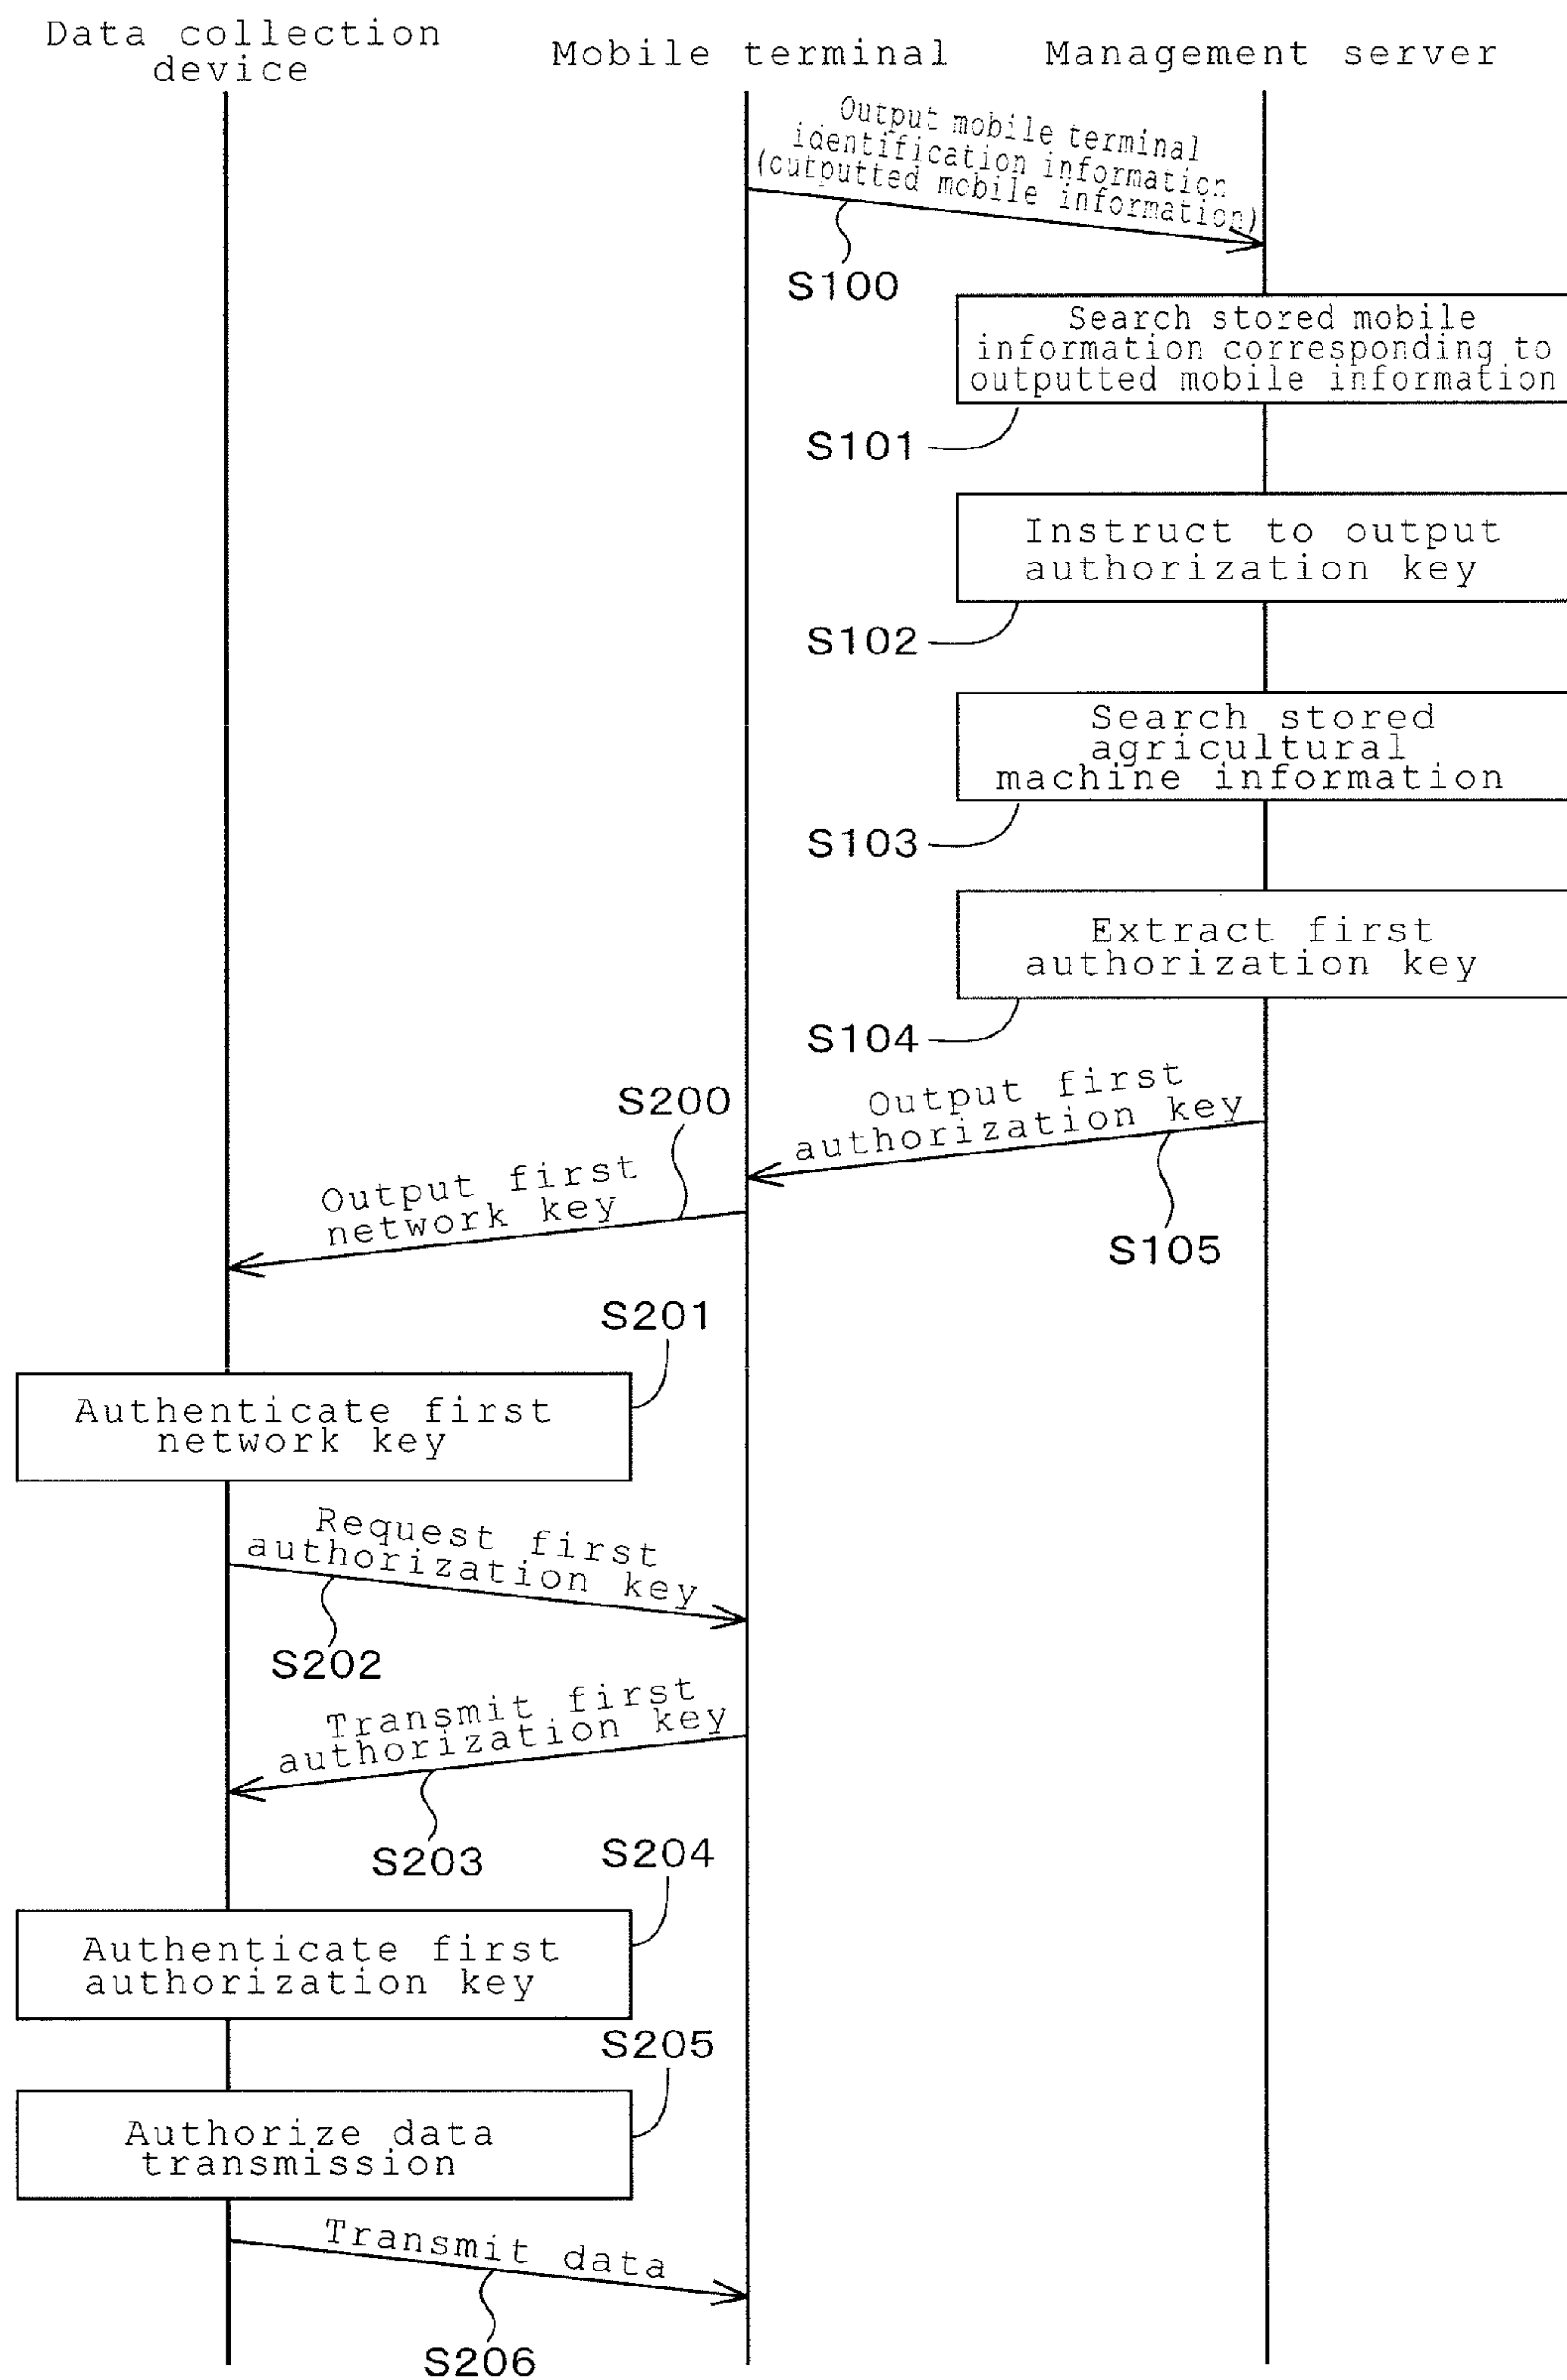 Data collection
device
Mobile terminal
Management server
Output mobile terminal
identification information
(outputted mobile information)
S100
Search stored mobile
information corresponding to
outputted mobile information
S101
Instruct to output
authorization key
S102
Search stored
agricultural
machine information
S103
Extract first
authorization key
S104
Output first
authorization key
S105
S200
Output first
network key
S201
Authenticate first
network key
Request first
authorization key
S202
Transmit first
authorization key
S203
S204
Authenticate first
authorization key
S205
Authorize data
transmission
Transmit data
S206